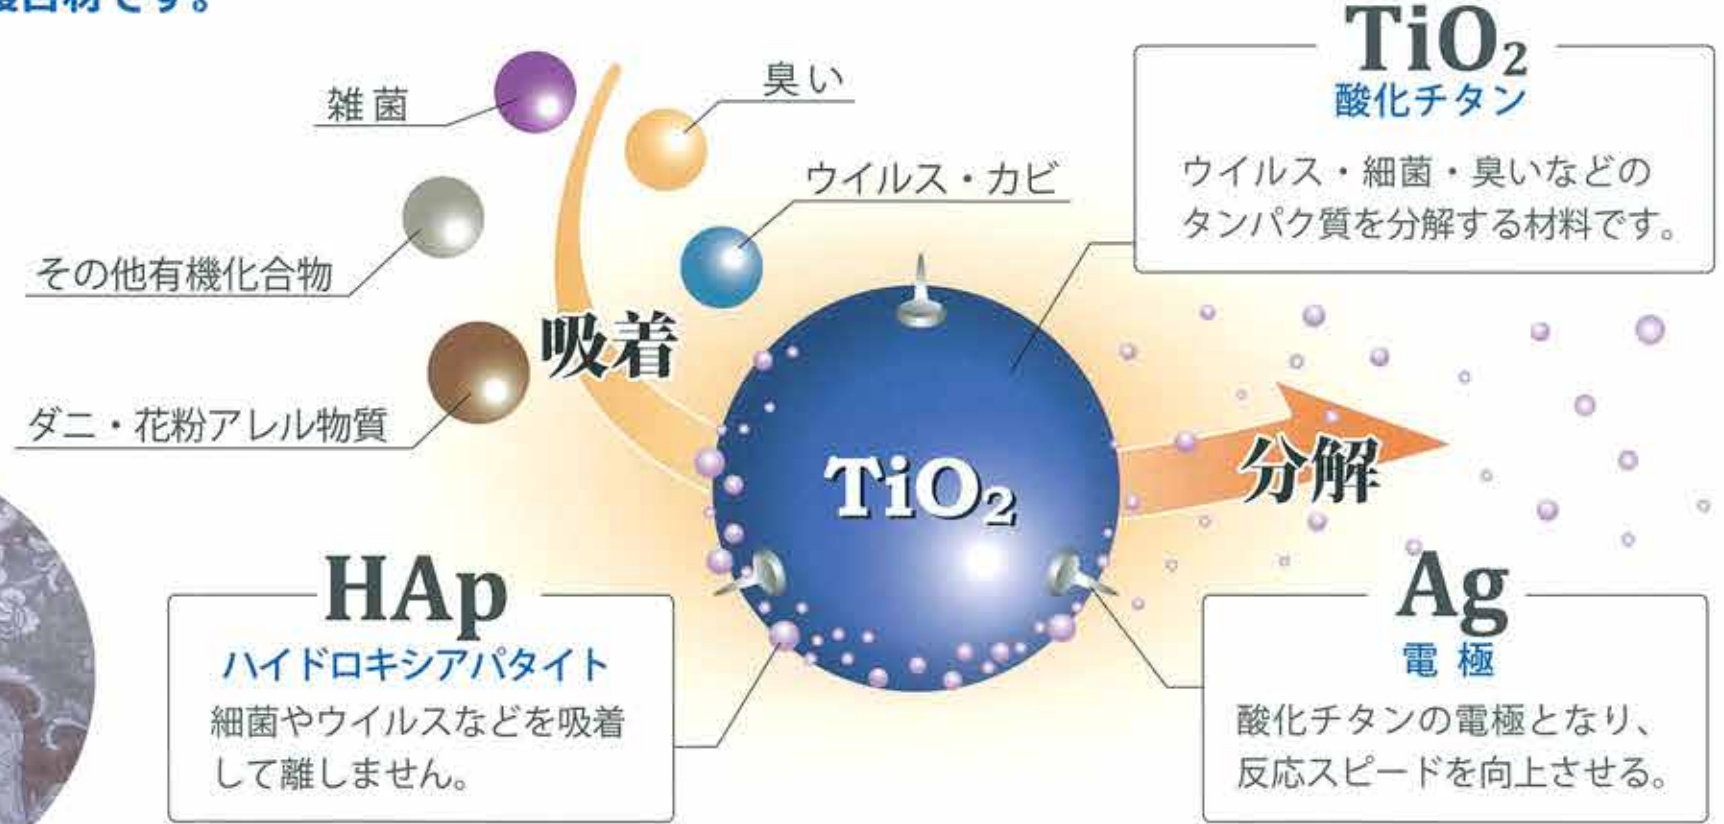 複合材です。
雑菌
臭い
ウイルス・カビ
その他有機化合物
ダニ・花粉アレル物質
吸着
TiO₂
酸化チタン
ウイルス・細菌・臭いなどの
タンパク質を分解する材料です。
TiO₂
分解
HAp
ハイドロキシアパタイト
細菌やウイルスなどを吸着
して離しません。
Ag
電極
酸化チタンの電極となり、
反応スピードを向上させる。